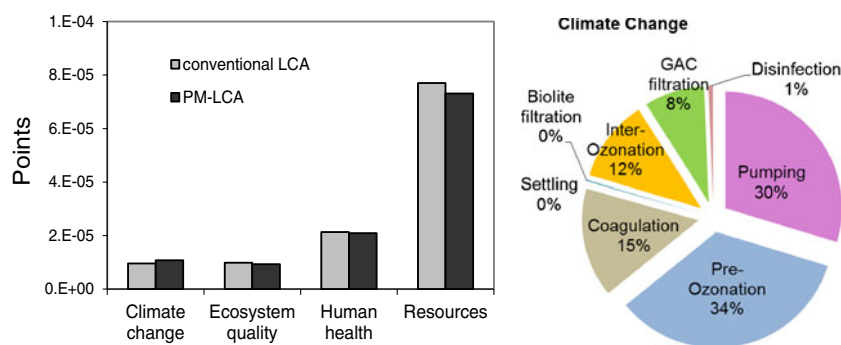 1.E-04
8.E-05
6.E-05
4.E-05
2.E-05
0.E+00
Points
conventional LCA
PM-LCA
Climate
change
Ecosystem
quality
Human
health
Resources
Climate Change
GAC
filtration
8%
Disinfection
1%
Biolite
filtration
0%
Inter-
Ozonation
12%
Settling
0%
Pumping
30%
Coagulation
15%
Pre-
Ozonation
34%